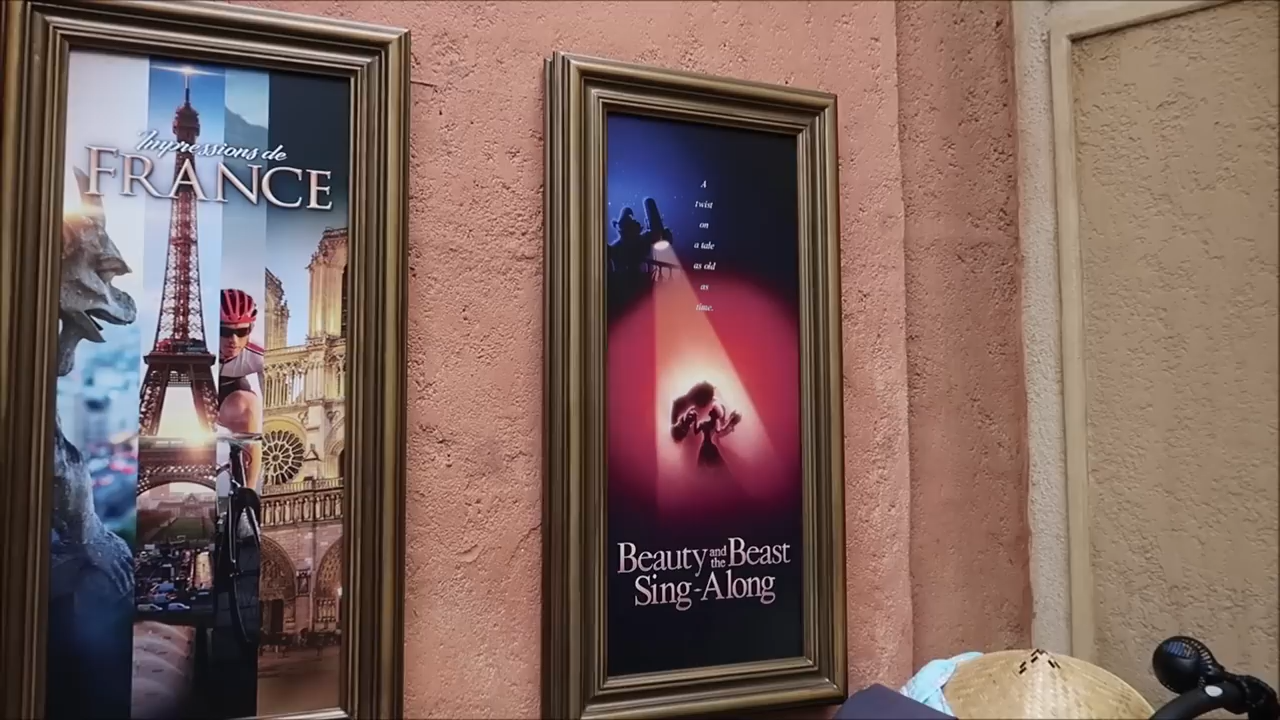 Impressions de
FRANCE
A
twist
on
a tale
as old
as
time.
Beauty and the Beast
Sing-Along